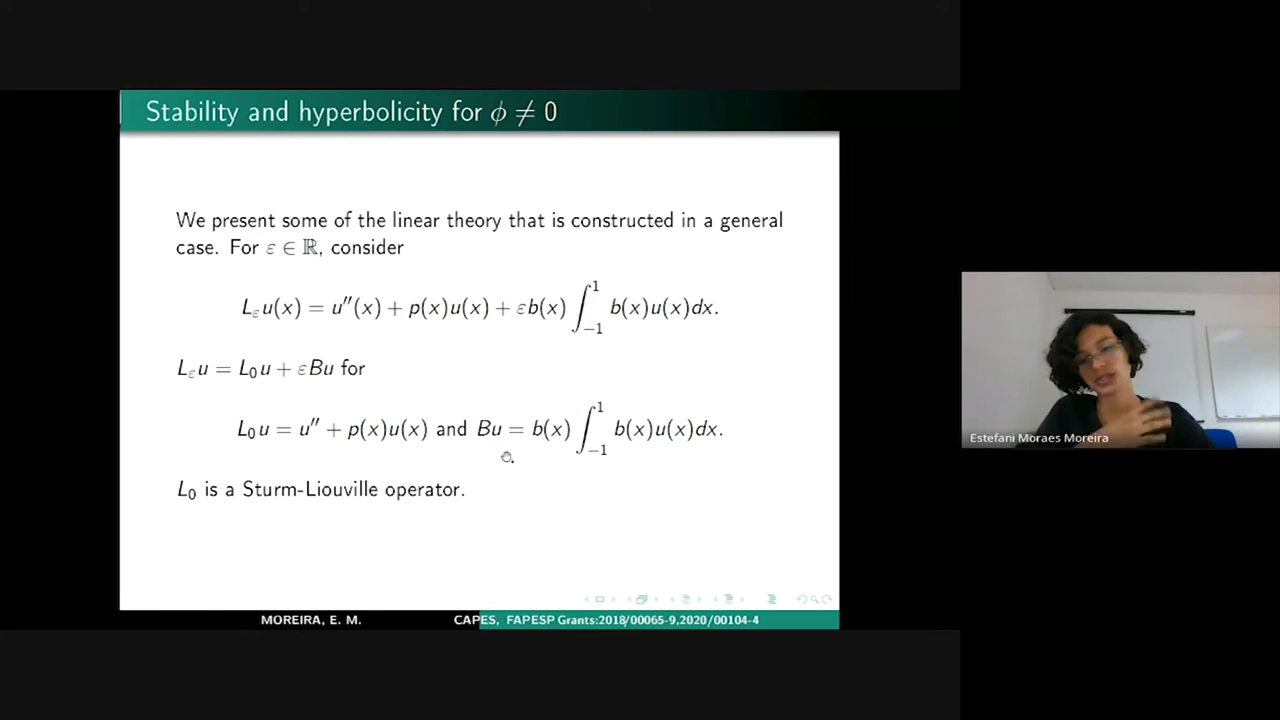 Stability and hyperbolicity for ϕ ≠ 0
We present some of the linear theory that is constructed in a general
case. For ε ∈ ℝ, consider
L_ε u(x) = u′′(x) + p(x)u(x) + εb(x) ∫_{−1}^{1} b(x)u(x)dx.
L_ε u = L_0 u + εBu for
L_0 u = u′′ + p(x)u(x) and Bu = b(x) ∫_{−1}^{1} b(x)u(x)dx.
L_0 is a Sturm-Liouville operator.
MOREIRA, E. M. CAPES, FAPESP Grants:2018/00065-9,2020/00104-4
Estefani Moraes Moreira